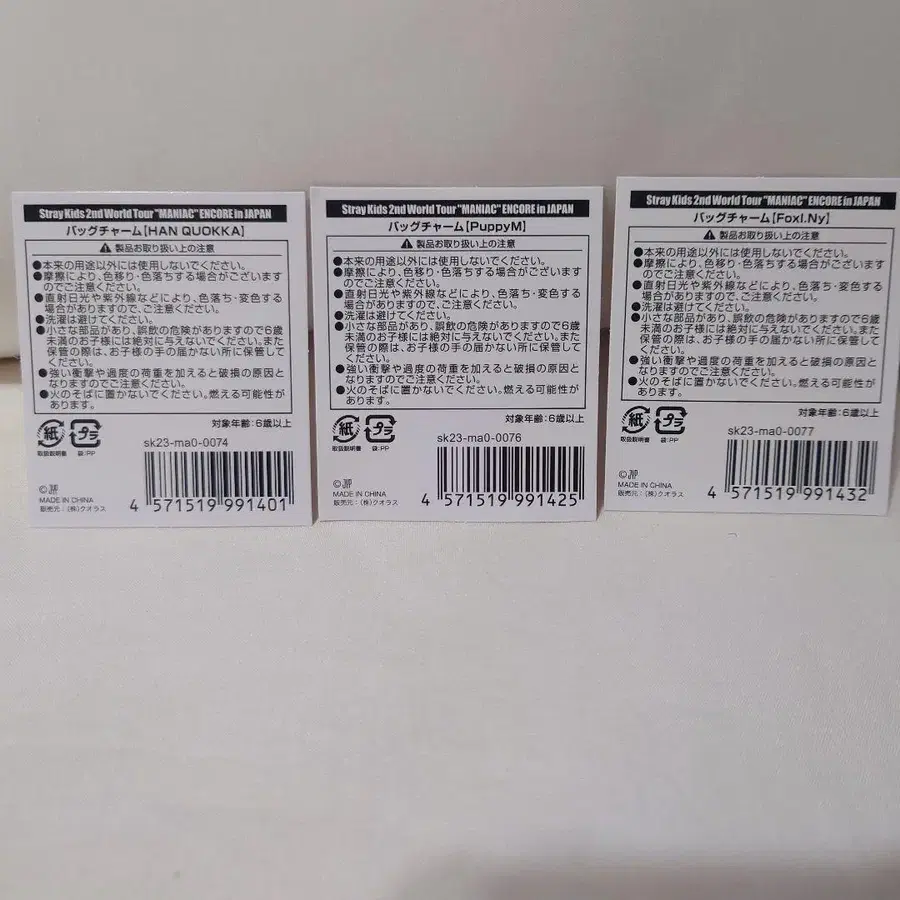 Stray Kids 2nd World Tour "MANIAC" ENCORE in JAPAN
バッグチャーム【HAN QUOKKA】
⚠ 製品お取り扱い上の注意
●本来の用途以外には使用しないでください。
●摩擦により、色移り・色落ちする場合がございます
のでご注意ください。
●直射日光や紫外線などにより、色落ち・変色する
場合がありますので、ご注意ください。
●洗濯は避けてください。
●小さな部品があり、誤飲の危険がありますので6歳
未満のお子様には絶対に与えないでください。また
保管の際は、お子様の手の届かない所に保管して
ください。
●強い衝撃や過度の荷重を加えると破損の原因と
なりますのでご注意ください。
●火のそばに置かないでください。燃える可能性が
あります。
対象年齢:6歳以上
紙 プラ
取扱説明書 袋:PP
sk23-ma0-0074
©JYP
MADE IN CHINA
販売元:(株)クオラス
4 571519 991401
Stray Kids 2nd World Tour "MANIAC" ENCORE in JAPAN
バッグチャーム【PuppyM】
⚠ 製品お取り扱い上の注意
●本来の用途以外には使用しないでください。
●摩擦により、色移り・色落ちする場合がございます
のでご注意ください。
●直射日光や紫外線などにより、色落ち・変色する
場合がありますので、ご注意ください。
●洗濯は避けてください。
●小さな部品があり、誤飲の危険がありますので6歳
未満のお子様には絶対に与えないでください。また
保管の際は、お子様の手の届かない所に保管して
ください。
●強い衝撃や過度の荷重を加えると破損の原因と
なりますのでご注意ください。
●火のそばに置かないでください。燃える可能性が
あります。
対象年齢:6歳以上
紙 プラ
取扱説明書 袋:PP
sk23-ma0-0076
©JYP
MADE IN CHINA
販売元:(株)クオラス
4 571519 991425
Stray Kids 2nd World Tour "MANIAC" ENCORE in JAPAN
バッグチャーム【FoxI.Ny】
⚠ 製品お取り扱い上の注意
●本来の用途以外には使用しないでください。
●摩擦により、色移り・色落ちする場合がございます
のでご注意ください。
●直射日光や紫外線などにより、色落ち・変色する
場合がありますので、ご注意ください。
●洗濯は避けてください。
●小さな部品があり、誤飲の危険がありますので6歳
未満のお子様には絶対に与えないでください。また
保管の際は、お子様の手の届かない所に保管して
ください。
●強い衝撃や過度の荷重を加えると破損の原因と
なりますのでご注意ください。
●火のそばに置かないでください。燃える可能性が
あります。
対象年齢:6歳以上
紙 プラ
取扱説明書 袋:PP
sk23-ma0-0077
©JYP
MADE IN CHINA
販売元:(株)クオラス
4 571519 991432